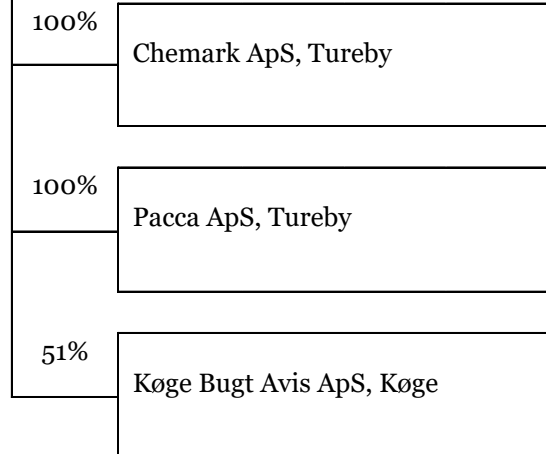 100%
Chemark ApS, Tureby
100%
Pacca ApS, Tureby
51%
Køge Bugt Avis ApS, Køge